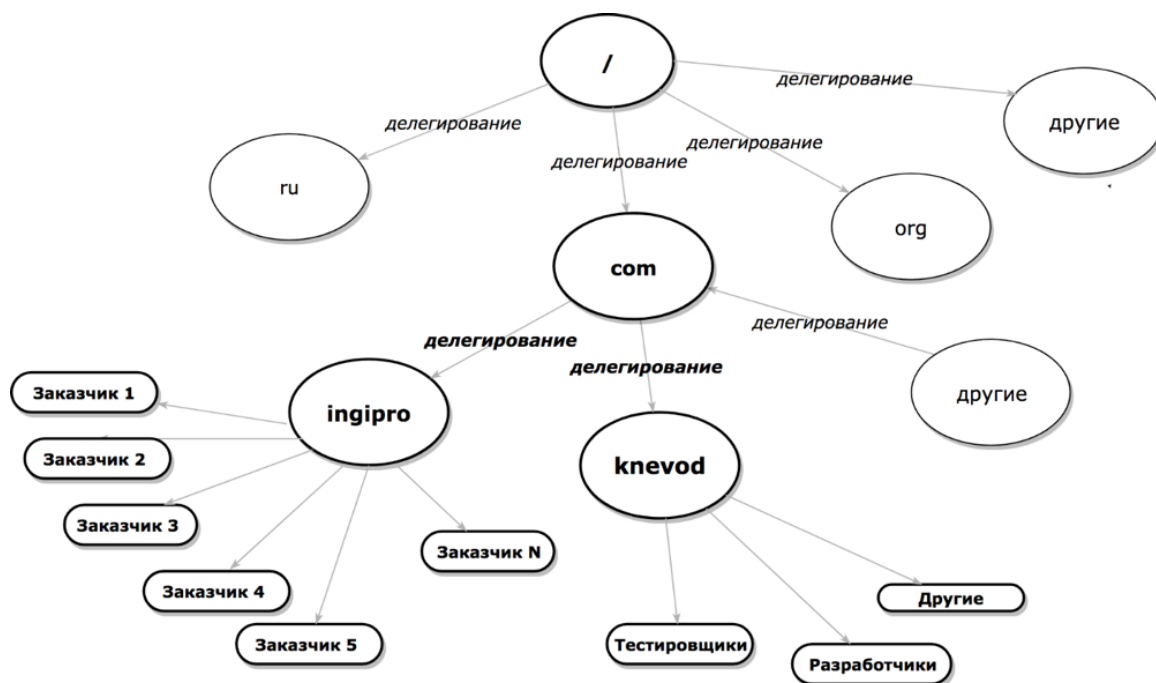 /
делегирование
делегирование
другие
делегирование
делегирование
ru
org
com
делегирование
делегирование
делегирование
Заказчик 1
ingipro
другие
Заказчик 2
knevod
Заказчик 3
Заказчик N
Заказчик 4
Другие
Заказчик 5
Тестировщики
Разработчики